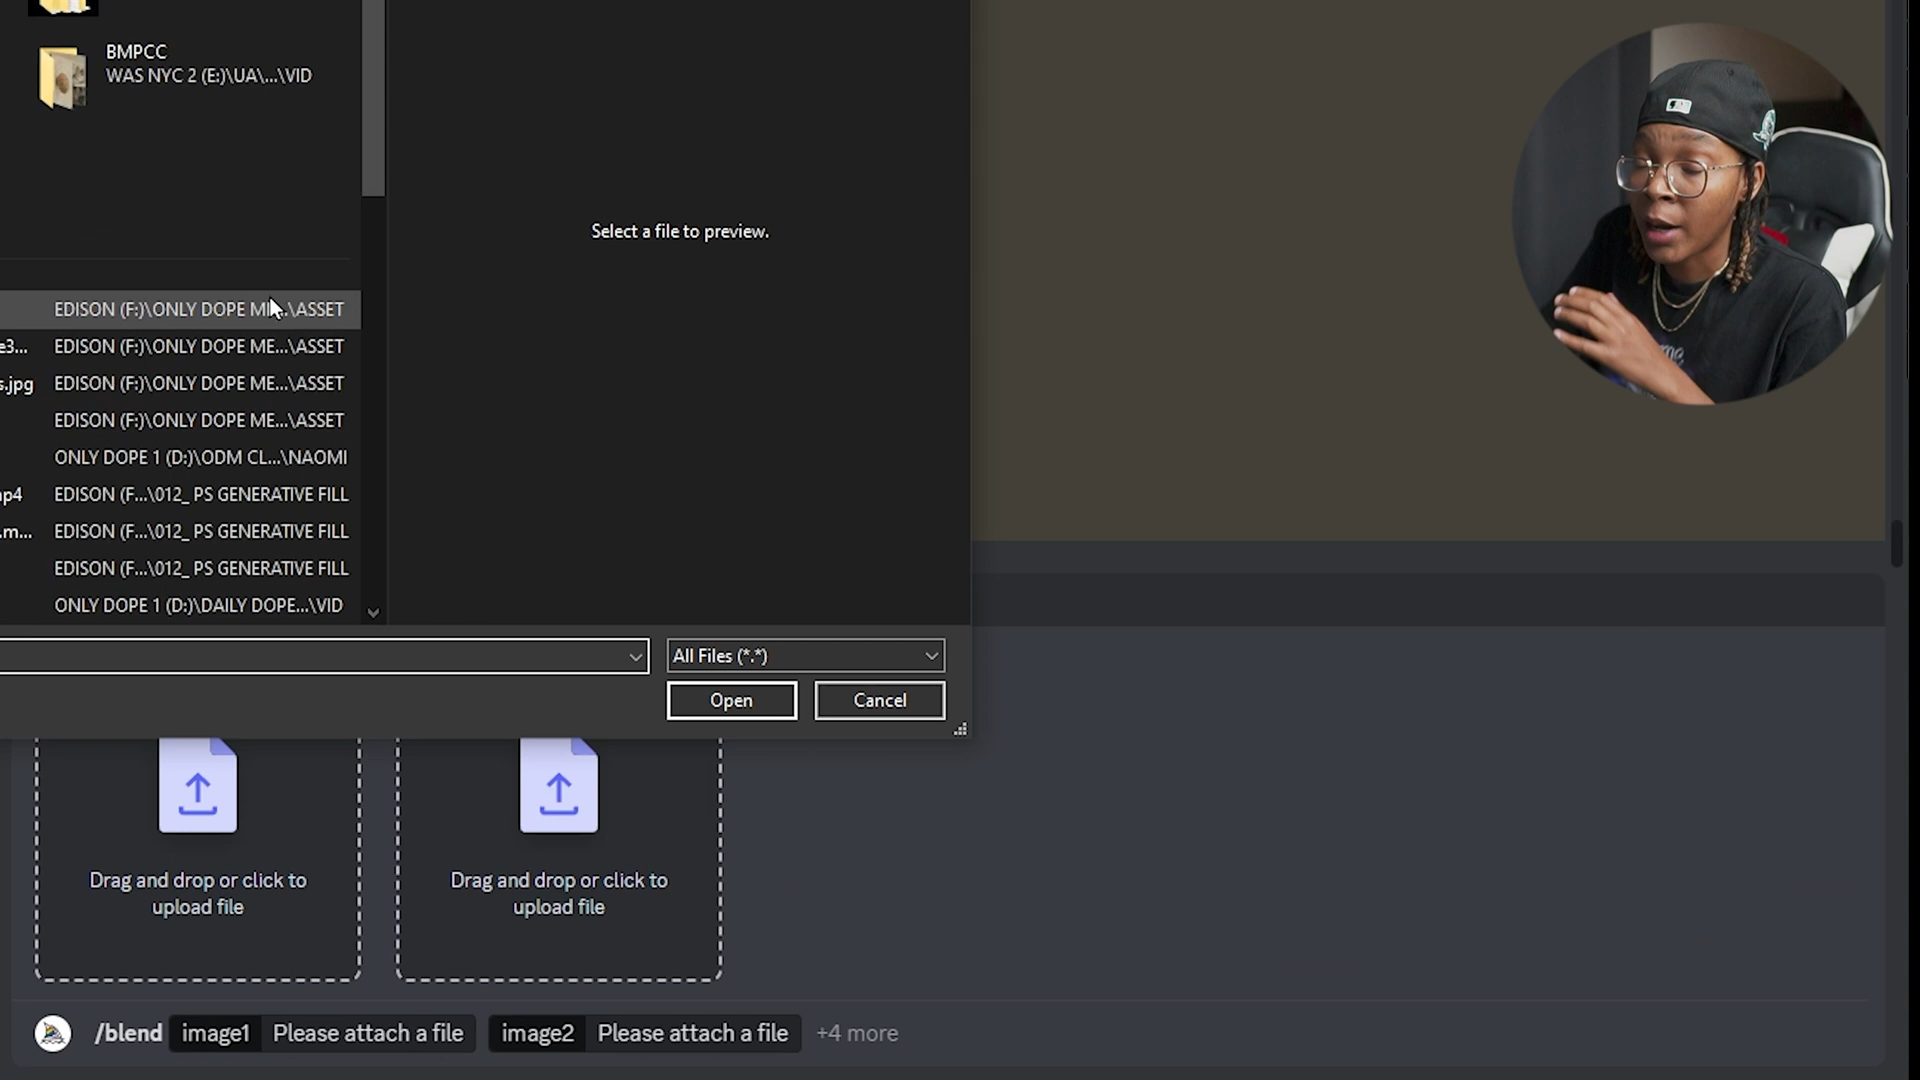 BMPCC
WAS NYC 2 (E:)\UA\...\VID
Select a file to preview.
EDISON (F:)\ONLY DOPE M...\ASSET
e3... EDISON (F:)\ONLY DOPE ME...\ASSET
s.jpg EDISON (F:)\ONLY DOPE ME...\ASSET
EDISON (F:)\ONLY DOPE ME...\ASSET
ONLY DOPE 1 (D:)\ODM CL...\NAOMI
np4 EDISON (F...\012_ PS GENERATIVE FILL
.m... EDISON (F...\012_ PS GENERATIVE FILL
EDISON (F...\012_ PS GENERATIVE FILL
ONLY DOPE 1 (D:)\DAILY DOPE...\VID
All Files (*.*)
Open Cancel
Drag and drop or click to
upload file
Drag and drop or click to
upload file
/blend image1 Please attach a file image2 Please attach a file +4 more